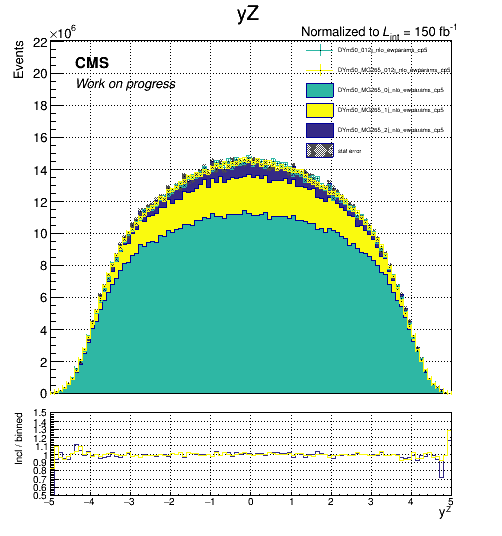 yZ
Normalized to Lint = 150 fb-1
×10^6
Events
22
20
18
16
14
12
10
8
6
4
2
0
CMS
Work on progress
DYm50_012j_nlo_ewparams_cp5
DYm50_MG265_012j_nlo_ewparams_cp5
DYm50_MG265_0j_nlo_ewparams_cp5
DYm50_MG265_1j_nlo_ewparams_cp5
DYm50_MG265_2j_nlo_ewparams_cp5
stat error
Incl / binned
1.5
1.4
1.3
1.2
1.1
1
0.9
0.8
0.7
0.6
0.5
−5 −4 −3 −2 −1 0 1 2 3 4 5
yZ